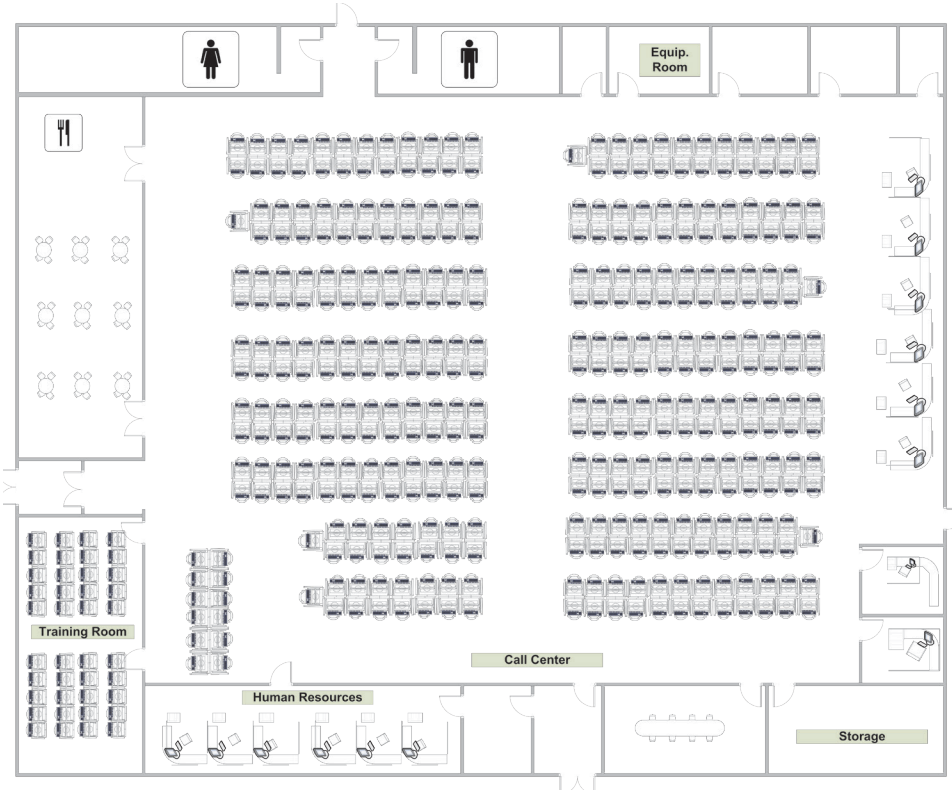 Equip.
Room
Training Room
Call Center
Human Resources
Storage